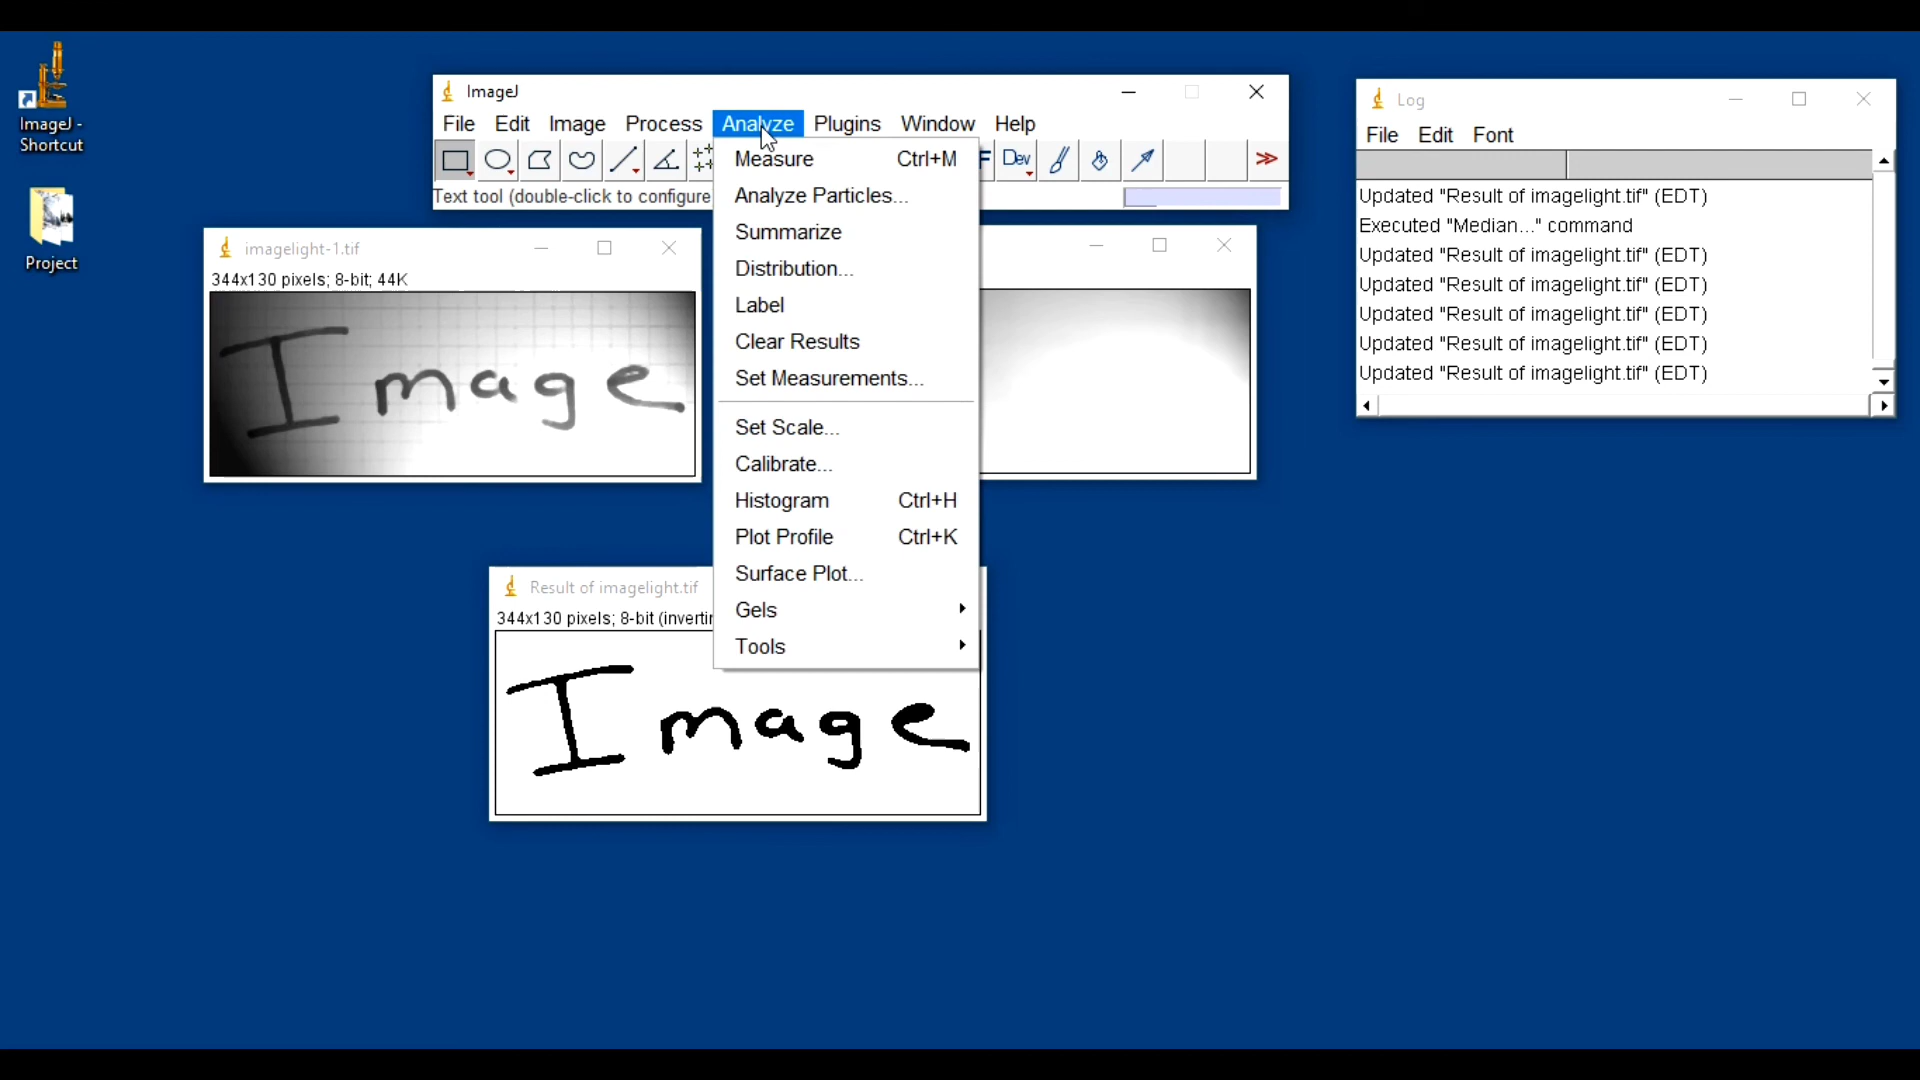 ImageJ -
Shortcut
Project
ImageJ
File Edit Image Process Analyze Plugins Window Help
Dev
Text tool (double-click to configure
Measure Ctrl+M
Analyze Particles...
Summarize
Distribution...
Label
Clear Results
Set Measurements...
Set Scale...
Calibrate...
Histogram Ctrl+H
Plot Profile Ctrl+K
Surface Plot...
Gels
Tools
imagelight-1.tif
344x130 pixels; 8-bit; 44K
Image
Result of imagelight.tif
344x130 pixels; 8-bit (inverti
Image
Log
File Edit Font
Updated "Result of imagelight.tif" (EDT)
Executed "Median..." command
Updated "Result of imagelight.tif" (EDT)
Updated "Result of imagelight.tif" (EDT)
Updated "Result of imagelight.tif" (EDT)
Updated "Result of imagelight.tif" (EDT)
Updated "Result of imagelight.tif" (EDT)